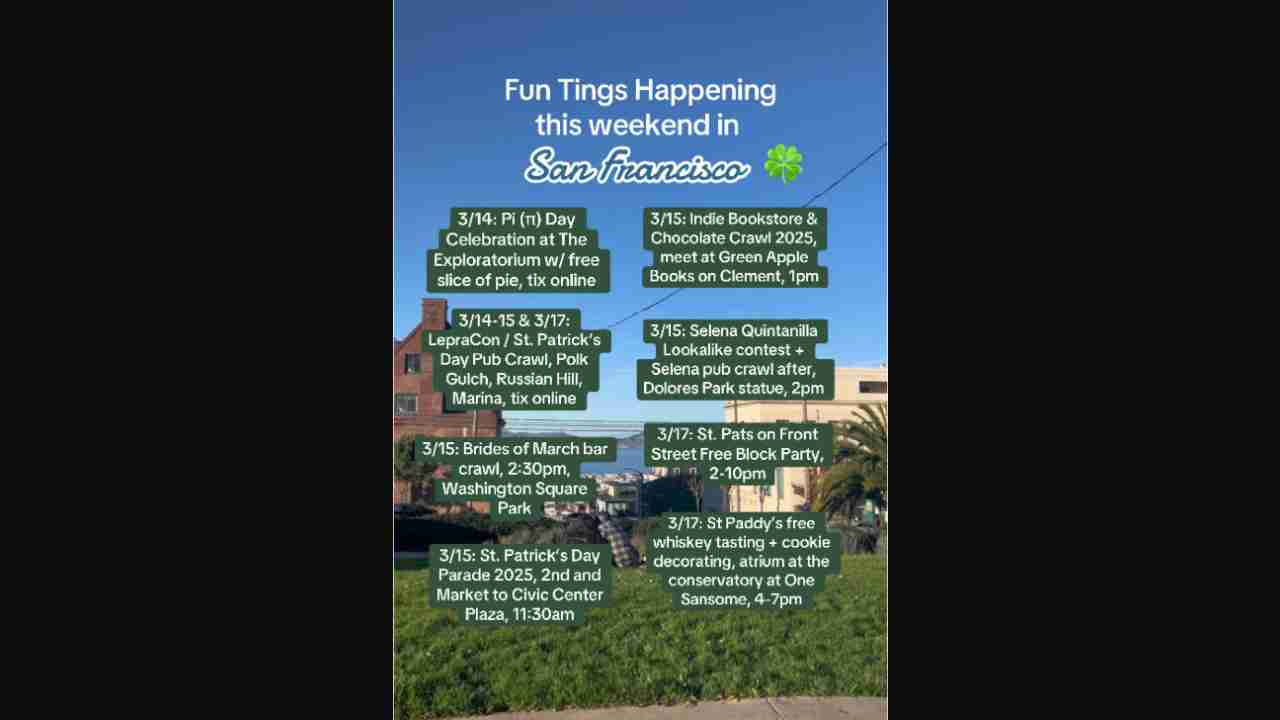 Fun Tings Happening
this weekend in
San Francisco
3/14: Pi (π) Day
Celebration at The
Exploratorium w/ free
slice of pie, tix online
3/14-15 & 3/17:
LepraCon / St. Patrick's
Day Pub Crawl, Polk
Gulch, Russian Hill,
Marina, tix online
3/15: Brides of March bar
crawl, 2:30pm,
Washington Square
Park
3/15: St. Patrick's Day
Parade 2025, 2nd and
Market to Civic Center
Plaza, 11:30am
3/15: Indie Bookstore &
Chocolate Crawl 2025,
meet at Green Apple
Books on Clement, 1pm
3/15: Selena Quintanilla
Lookalike contest +
Selena pub crawl after,
Dolores Park statue, 2pm
3/17: St. Pats on Front
Street Free Block Party,
2-10pm
3/17: St Paddy's free
whiskey tasting + cookie
decorating, atrium at the
conservatory at One
Sansome, 4-7pm